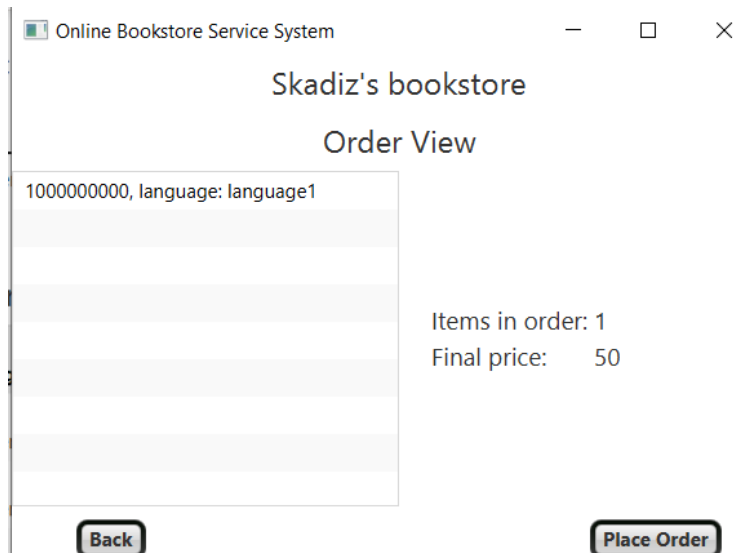 Online Bookstore Service System
Skadiz's bookstore
Order View
1000000000, language: language1
Items in order: 1
Final price: 50
Back
Place Order